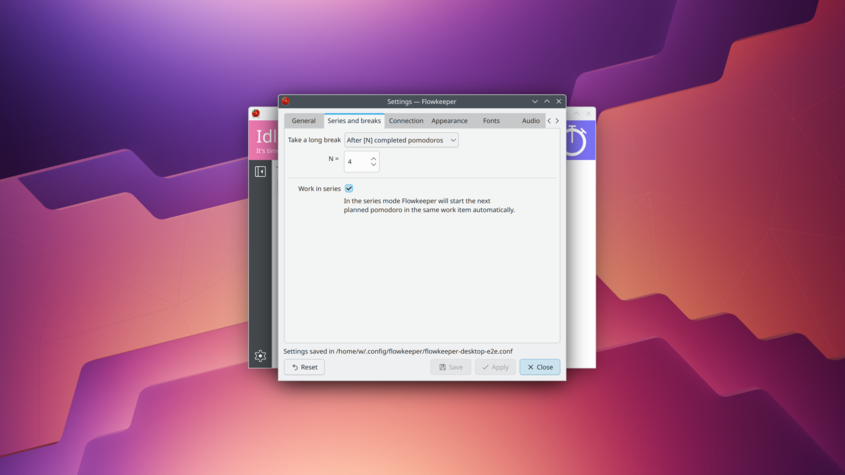 Settings — Flowkeeper
Idl
It's time
General Series and breaks Connection Appearance Fonts Audio
Take a long break After [N] completed pomodoros
N = 4
Work in series
In the series mode Flowkeeper will start the next
planned pomodoro in the same work item automatically.
Settings saved in /home/w/.config/flowkeeper/flowkeeper-desktop-e2e.conf
Reset Save Apply Close